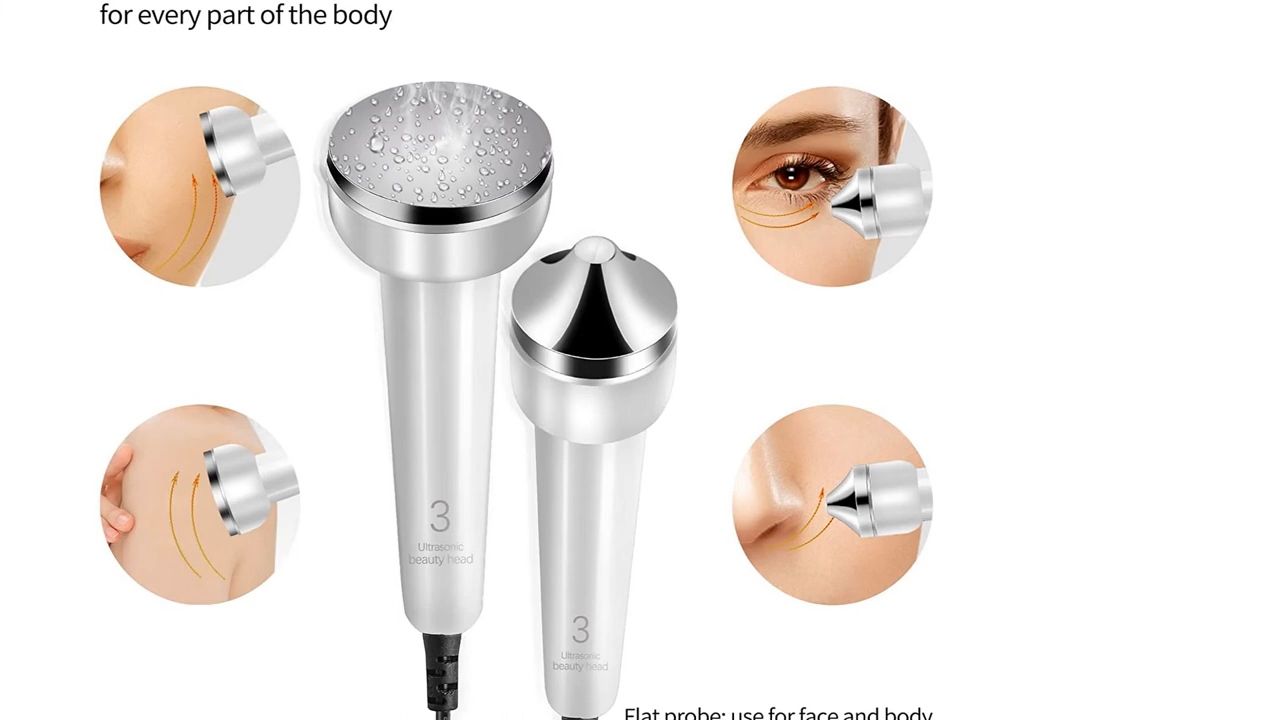 for every part of the body
3
Ultrasonic
beauty head
3
Ultrasonic
beauty head
Flat probe: use for face and body